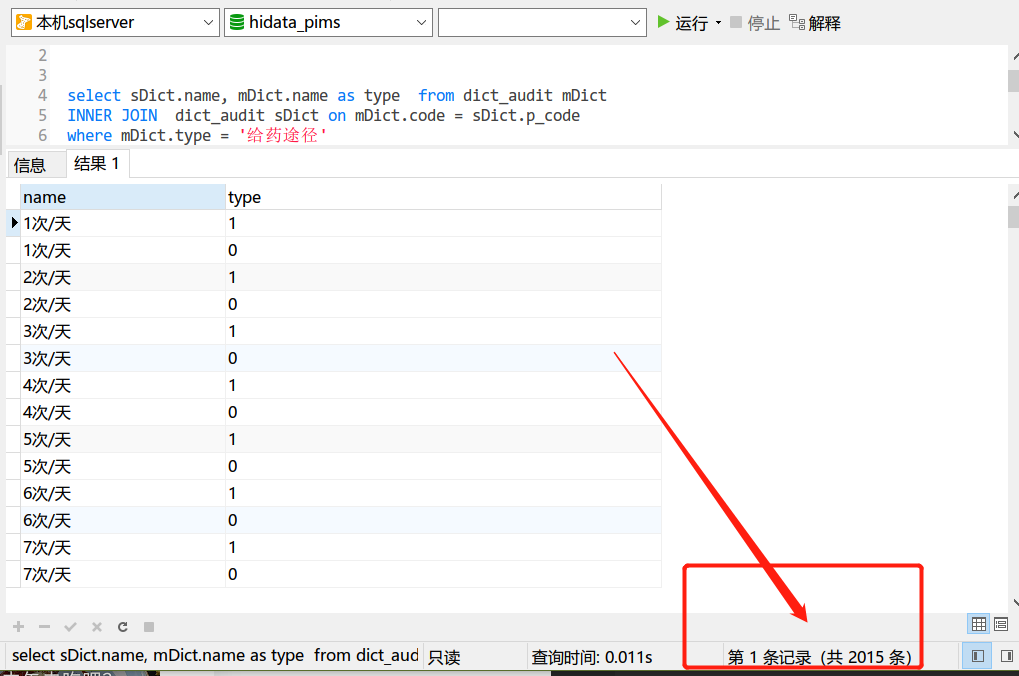 本机sqlserver hidata_pims 运行 停止 解释
2
3
4 select sDict.name, mDict.name as type  from dict_audit mDict
5 INNER JOIN  dict_audit sDict on mDict.code = sDict.p_code
6 where mDict.type = '给药途径'
信息 结果 1
name type
1次/天 1
1次/天 0
2次/天 1
2次/天 0
3次/天 1
3次/天 0
4次/天 1
4次/天 0
5次/天 1
5次/天 0
6次/天 1
6次/天 0
7次/天 1
7次/天 0
select sDict.name, mDict.name as type  from dict_aud 只读 查询时间: 0.011s 第 1 条记录 (共 2015 条)